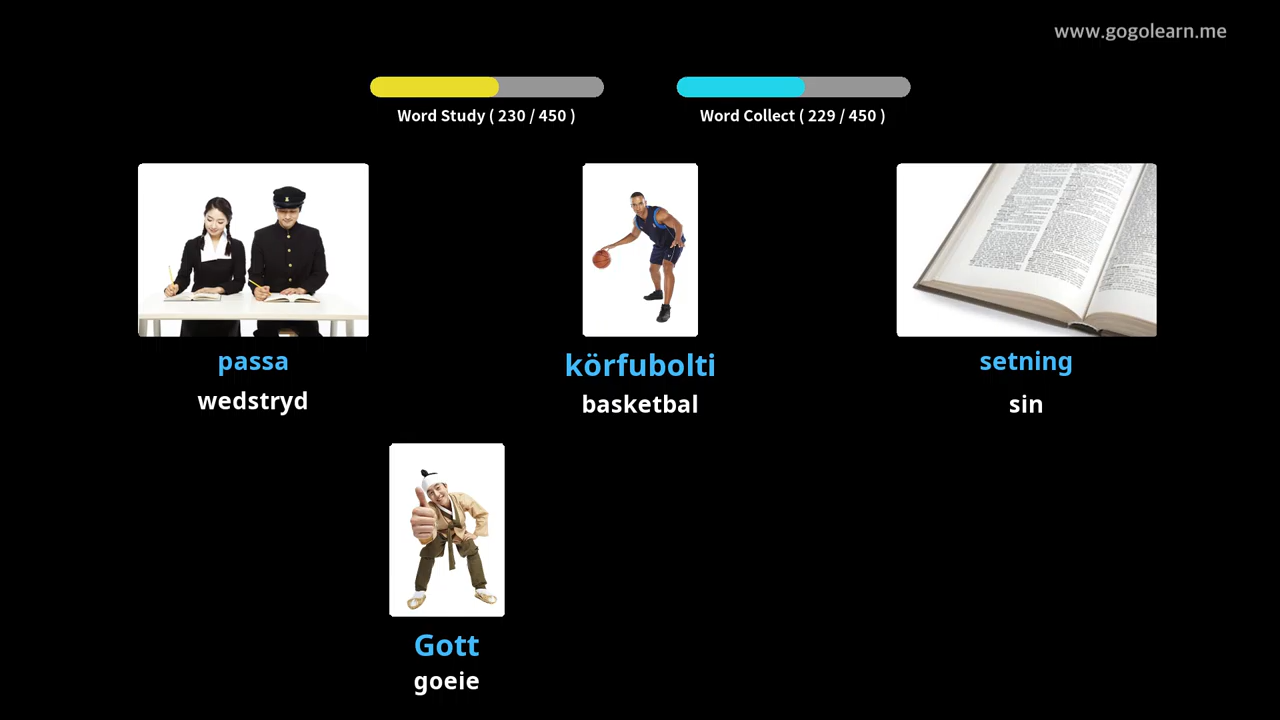 www.gogolearn.me
Word Study ( 230 / 450 )
Word Collect ( 229 / 450 )
passa
wedstryd
körfubolti
basketbal
setning
sin
Gott
goeie